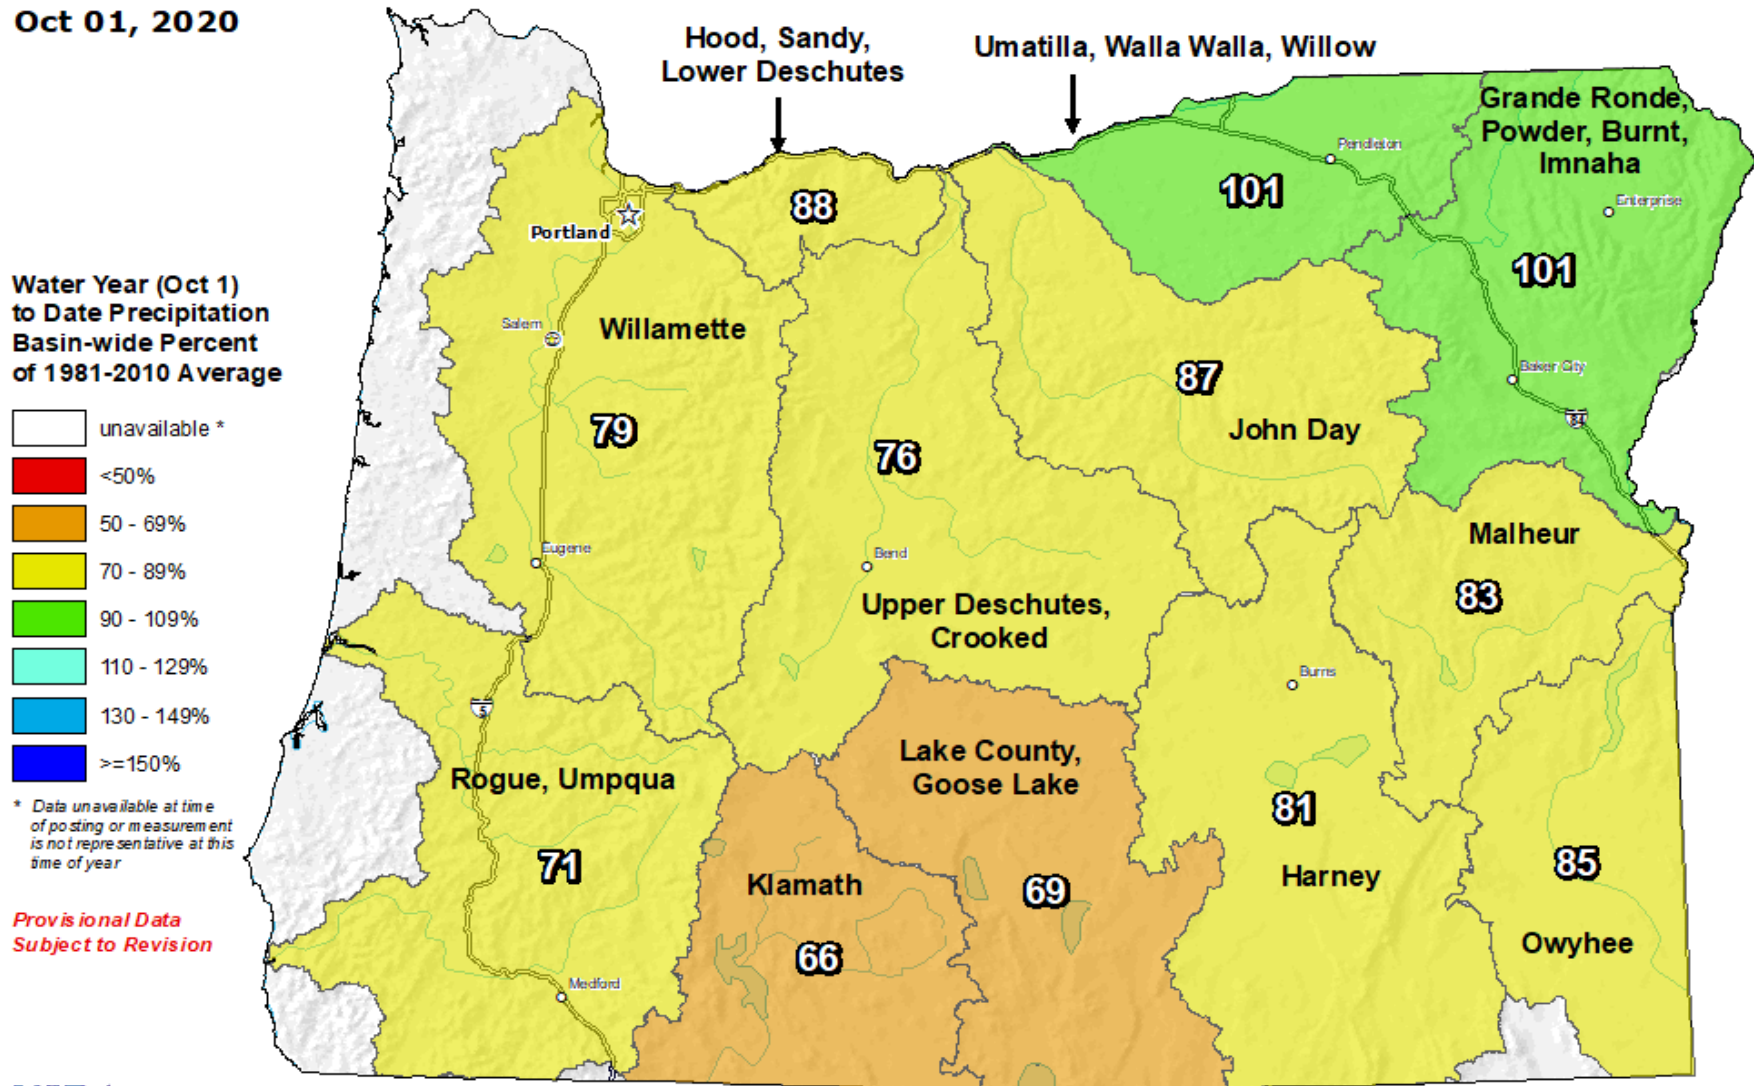 Oct 01, 2020
Hood, Sandy,
Lower Deschutes
Umatilla, Walla Walla, Willow
Grande Ronde,
Powder, Burnt,
Imnaha
Pendleton
Enterprise
101
88
Portland
101
Water Year (Oct 1)
to Date Precipitation
Basin-wide Percent
of 1981-2010 Average
unavailable *
<50%
50 - 69%
70 - 89%
90 - 109%
110 - 129%
130 - 149%
>=150%
* Data unavailable at time
of posting or measurement
is not representative at this
time of year
Provisional Data
Subject to Revision
Salem
Willamette
79
Eugene
76
Bend
Upper Deschutes,
Crooked
87
John Day
Baker City
84
Malheur
83
Burns
5
Rogue, Umpqua
71
Medford
Lake County,
Goose Lake
69
Klamath
66
81
Harney
85
Owyhee